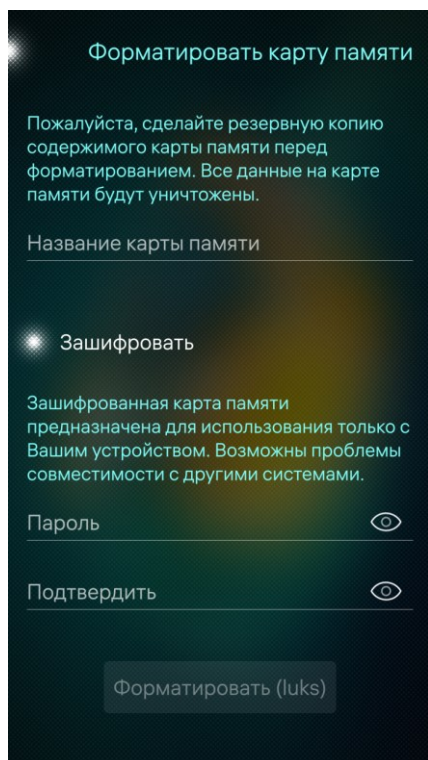 Форматировать карту памяти
Пожалуйста, сделайте резервную копию
содержимого карты памяти перед
форматированием. Все данные на карте
памяти будут уничтожены.
Название карты памяти
Зашифровать
Зашифрованная карта памяти
предназначена для использования только с
Вашим устройством. Возможны проблемы
совместимости с другими системами.
Пароль
Подтвердить
Форматировать (luks)